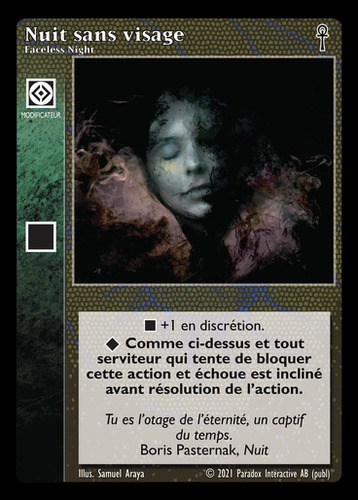 Nuit sans visage
Faceless Night
MODIFICATEUR
+1 en discrétion.
Comme ci-dessus et tout
serviteur qui tente de bloquer
cette action et échoue est incliné
avant résolution de l'action.
Tu es l'otage de l'éternité, un captif
du temps.
Boris Pasternak, Nuit
Illus. Samuel Araya © 2021 Paradox Interactive AB (publ)